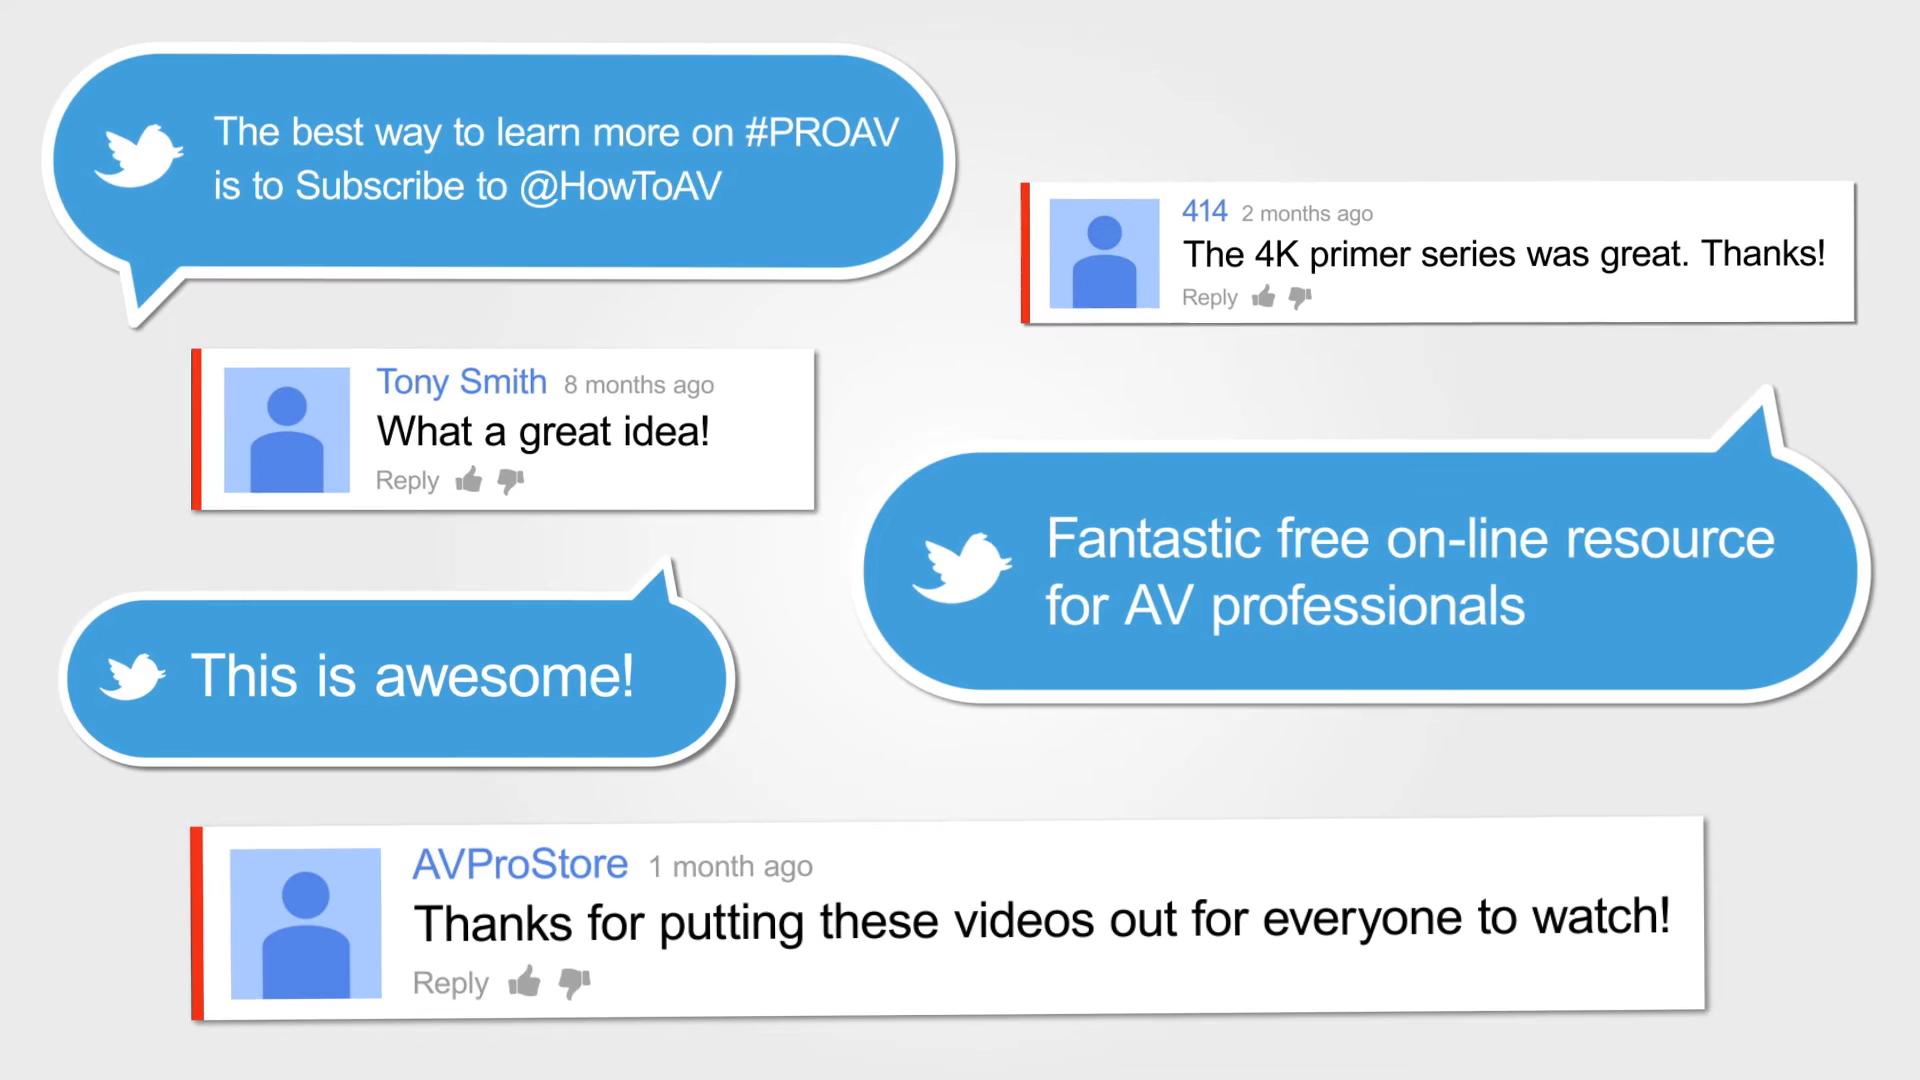 The best way to learn more on #PROAV
is to Subscribe to @HowToAV
414 2 months ago
The 4K primer series was great. Thanks!
Reply
Tony Smith 8 months ago
What a great idea!
Reply
Fantastic free on-line resource
for AV professionals
This is awesome!
AVProStore 1 month ago
Thanks for putting these videos out for everyone to watch!
Reply